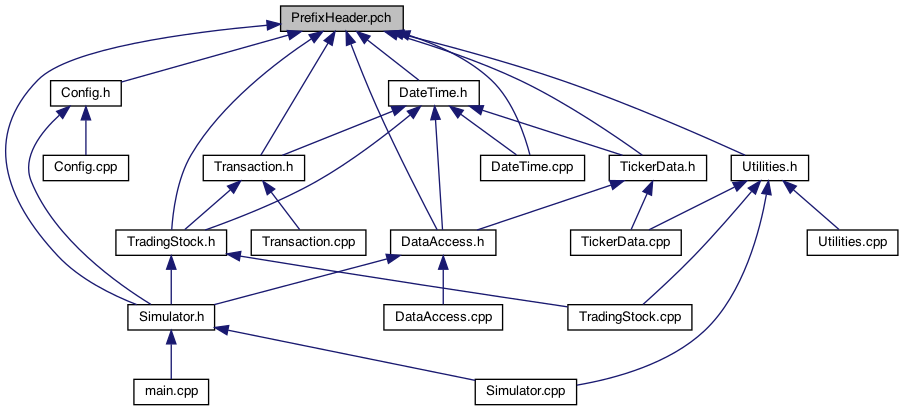 PrefixHeader.pch
Config.h
DateTime.h
Config.cpp
Transaction.h
DateTime.cpp
TickerData.h
Utilities.h
TradingStock.h
Transaction.cpp
DataAccess.h
TickerData.cpp
Utilities.cpp
Simulator.h
DataAccess.cpp
TradingStock.cpp
main.cpp
Simulator.cpp